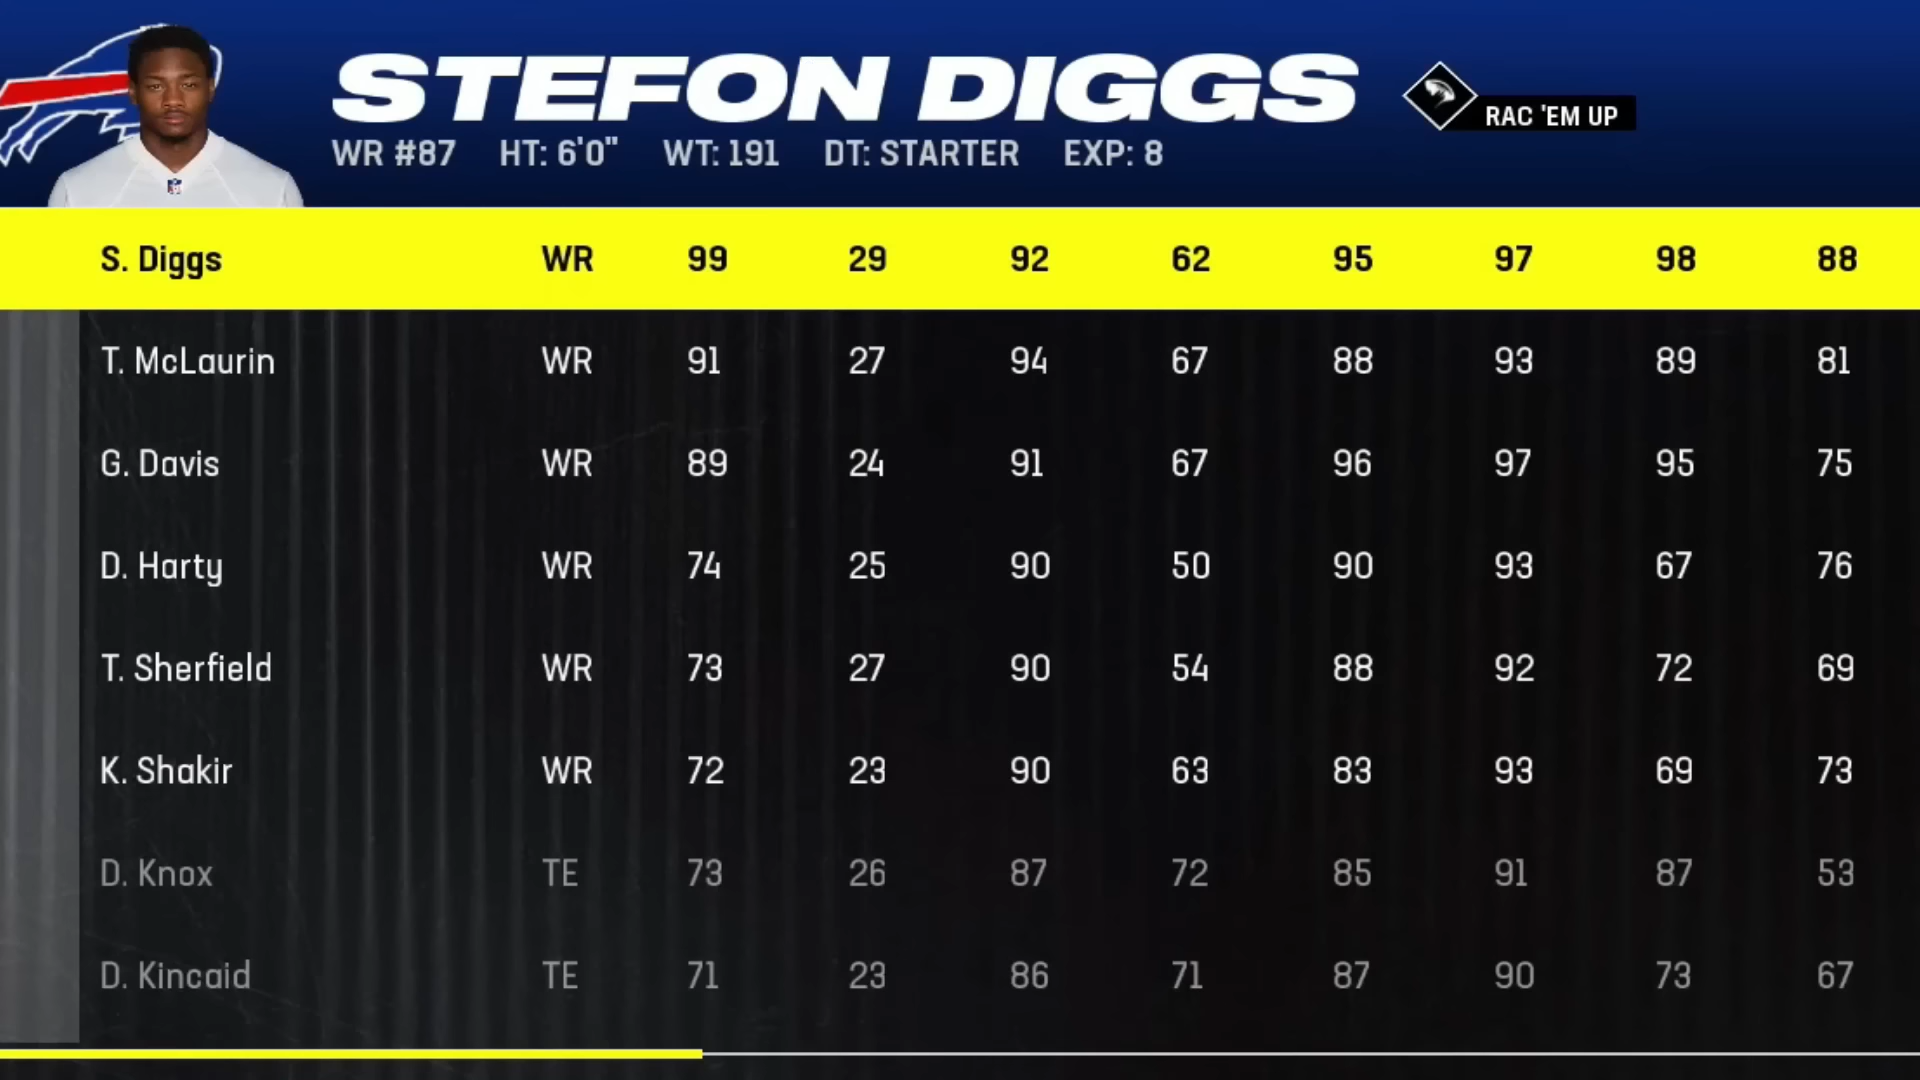 STEFON DIGGS
RAC 'EM UP
WR #87 HT: 6'0" WT: 191 DT: STARTER EXP: 8
S. Diggs WR 99 29 92 62 95 97 98 88
T. McLaurin WR 91 27 94 67 88 93 89 81
G. Davis WR 89 24 91 67 96 97 95 75
D. Harty WR 74 25 90 50 90 93 67 76
T. Sherfield WR 73 27 90 54 88 92 72 69
K. Shakir WR 72 23 90 63 83 93 69 73
D. Knox TE 73 26 87 72 85 91 87 53
D. Kincaid TE 71 23 86 71 87 90 73 67